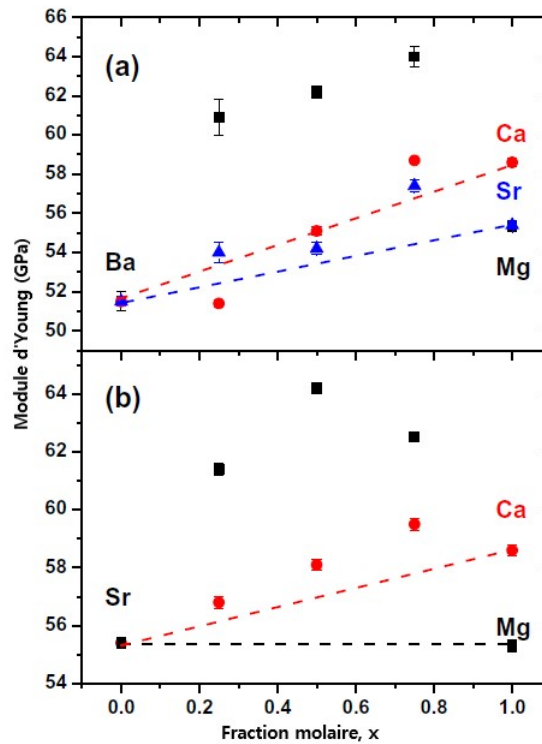 66
64
62
60
58
56
54
52
50
(a)
Ca
Sr
Ba
Mg
Module d'Young (GPa)
64
62
60
58
56
54
(b)
Ca
Sr
Mg
0.0
0.2
0.4
0.6
0.8
1.0
Fraction molaire, x